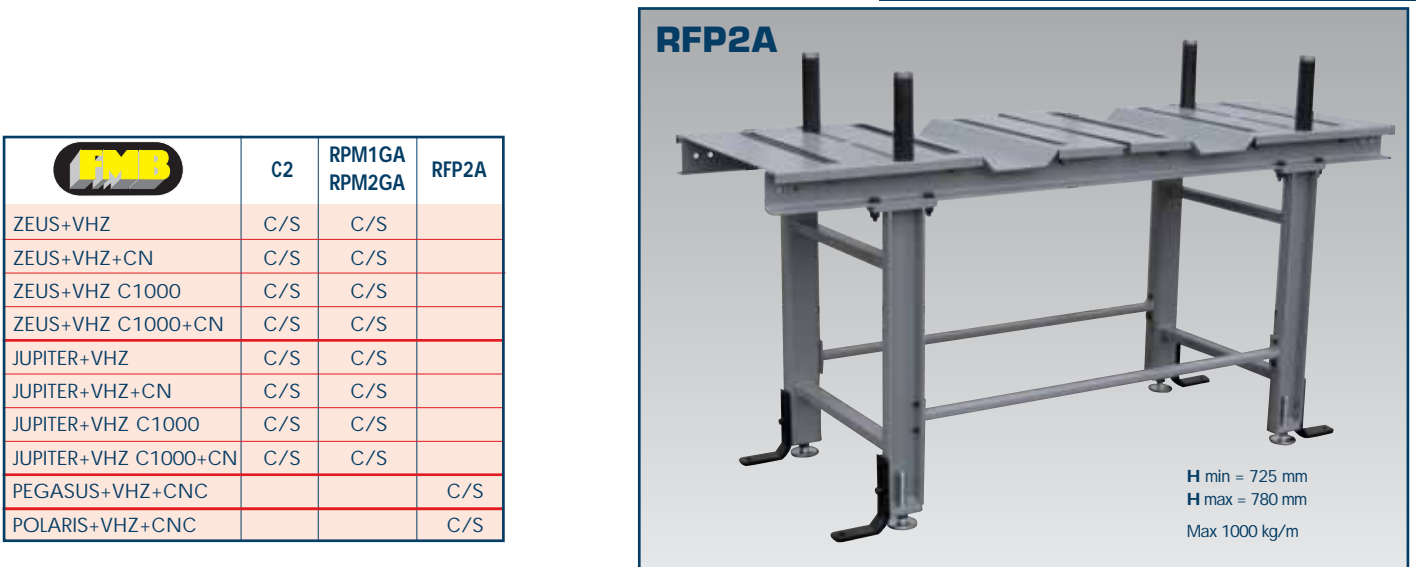 FMB C2 RPM1GA RPM2GA RFP2A
ZEUS+VHZ C/S C/S
ZEUS+VHZ+CN C/S C/S
ZEUS+VHZ C1000 C/S C/S
ZEUS+VHZ C1000+CN C/S C/S
JUPITER+VHZ C/S C/S
JUPITER+VHZ+CN C/S C/S
JUPITER+VHZ C1000 C/S C/S
JUPITER+VHZ C1000+CN C/S C/S
PEGASUS+VHZ+CNC C/S
POLARIS+VHZ+CNC C/S
RFP2A
H min = 725 mm
H max = 780 mm
Max 1000 kg/m